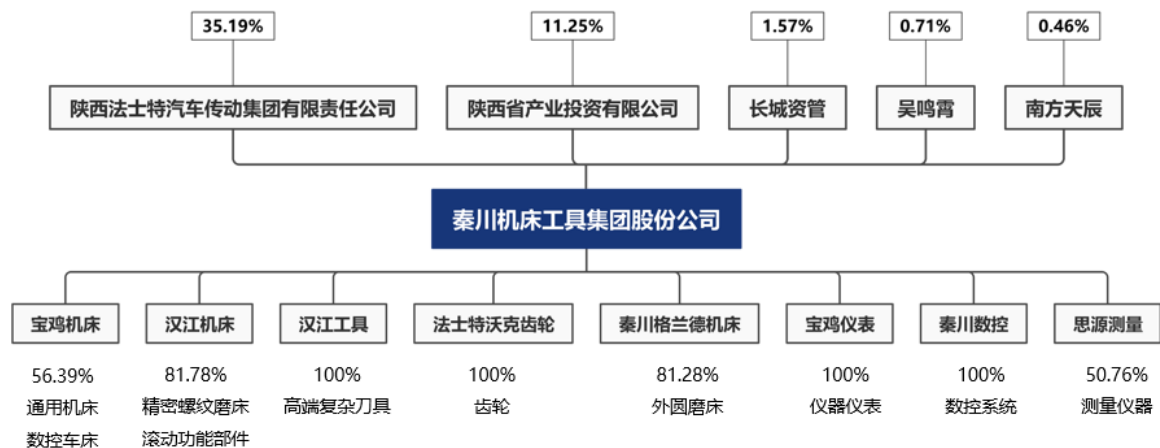 35.19% 11.25% 1.57% 0.71% 0.46%
陕西法士特汽车传动集团有限责任公司 陕西省产业投资有限公司 长城资管 吴鸣霄 南方天辰
秦川机床工具集团股份公司
宝鸡机床 汉江机床 汉江工具 法士特沃克齿轮 秦川格兰德机床 宝鸡仪表 秦川数控 思源测量
56.39% 81.78% 100% 100% 81.28% 100% 100% 50.76%
通用机床 精密螺纹磨床 高端复杂刀具 齿轮 外圆磨床 仪器仪表 数控系统 测量仪器
数控车床 滚动功能部件